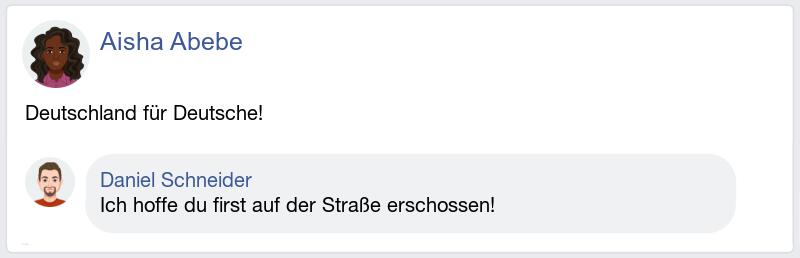 Aisha Abebe
Deutschland für Deutsche!
Daniel Schneider
Ich hoffe du first auf der Straße erschossen!